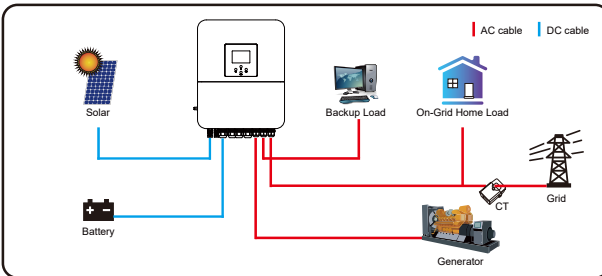 AC cable
DC cable
Solar
Backup Load
On-Grid Home Load
Grid
CT
Battery
Generator